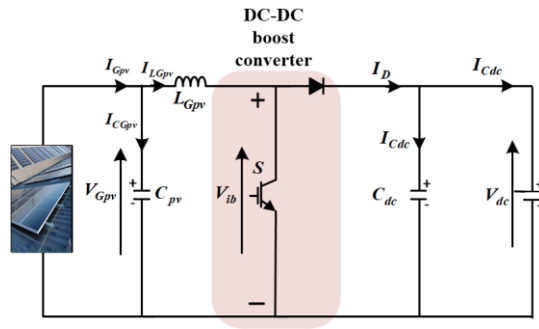 DC-DC
boost
converter
I_Gpv
I_LGpv
L_Gpv
I_D
I_Cdc
I_CGpv
+
S
I_Cdc
V_Gpv
+
-
C_pv
V_ib
C_dc
+
-
V_dc
+
-
−